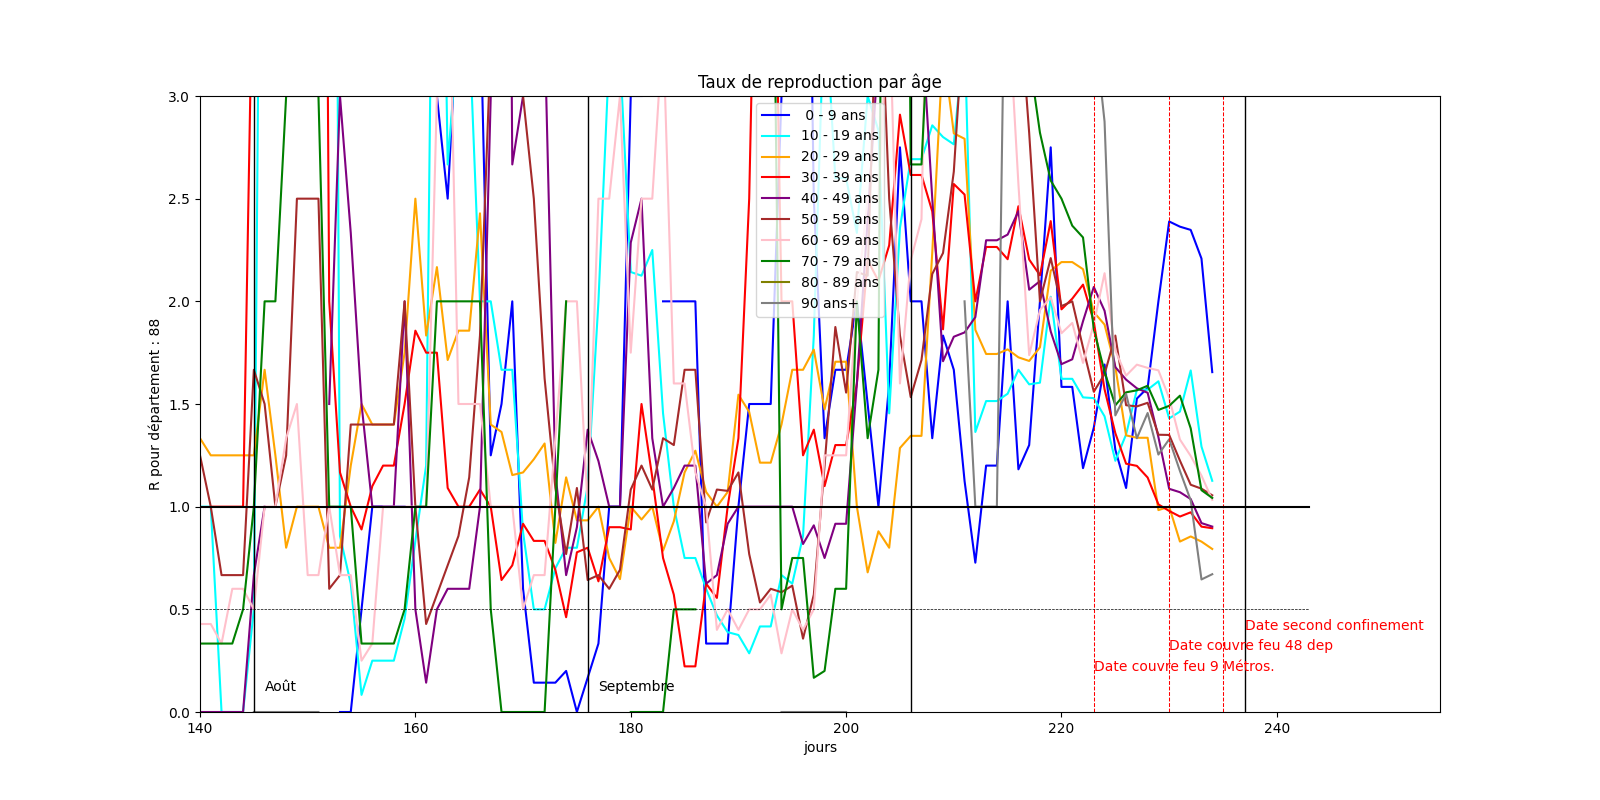 Taux de reproduction par âge
R pour département : 88
3.0
2.5
2.0
1.5
1.0
0.5
0.0
0 - 9 ans
10 - 19 ans
20 - 29 ans
30 - 39 ans
40 - 49 ans
50 - 59 ans
60 - 69 ans
70 - 79 ans
80 - 89 ans
90 ans+
Date second confinement
Date couvre feu 48 dep
Date couvre feu 9 Métros.
Août
Septembre
140
160
180
200
220
240
jours